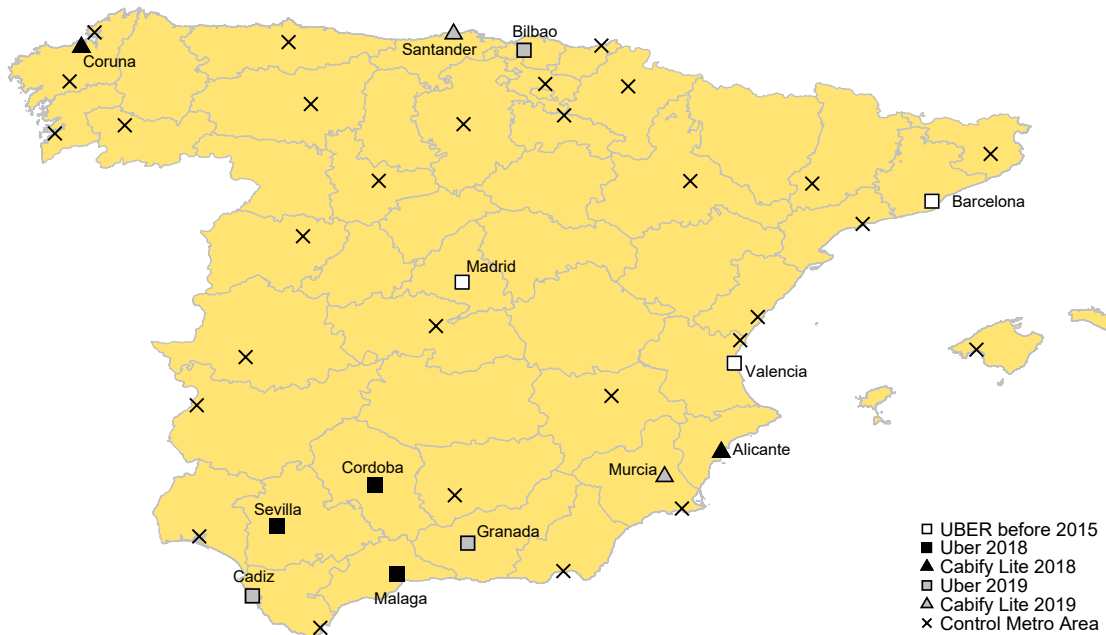 Bilbao
Santander
Coruna
Barcelona
Madrid
Valencia
Alicante
Cordoba
Murcia
Sevilla
Granada
Cadiz
Malaga
UBER before 2015
Uber 2018
Cabify Lite 2018
Uber 2019
Cabify Lite 2019
Control Metro Area